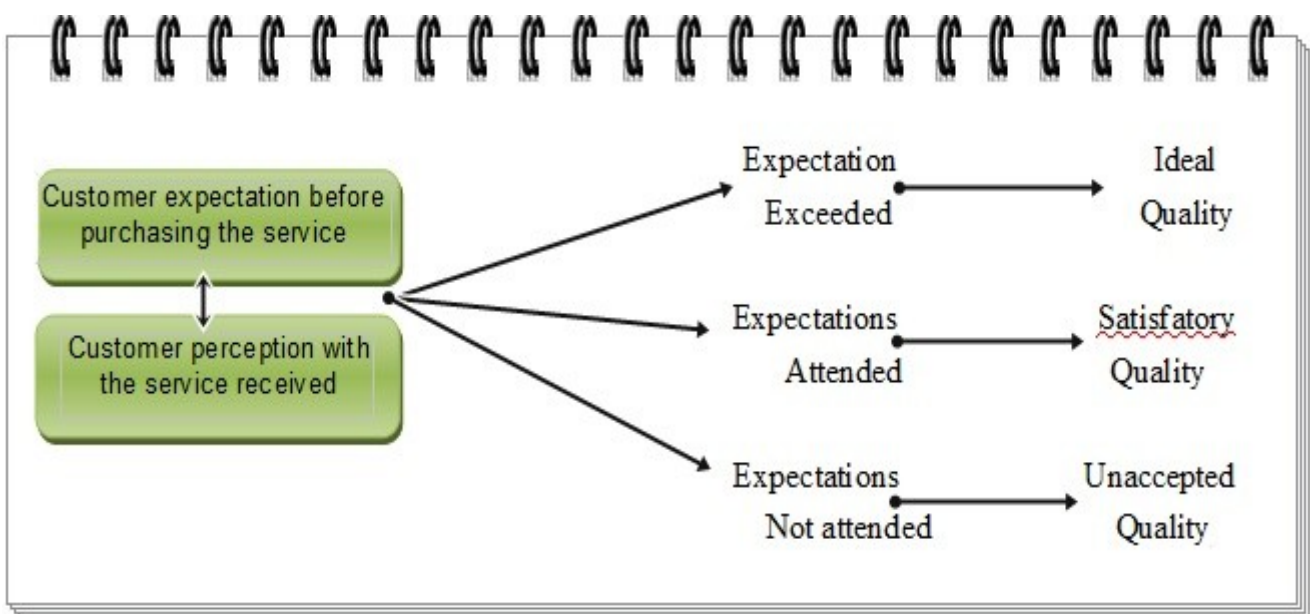 Customer expectation before
purchasing the service
Customer perception with
the service received
Expectation
Exceeded
Ideal
Quality
Expectations
Attended
Satisfatory
Quality
Expectations
Not attended
Unaccepted
Quality